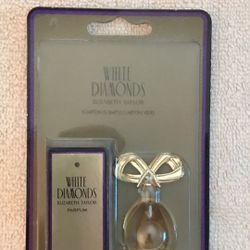 WHITE
DIAMONDS
ELIZABETH TAYLOR
WHITE
DIAMONDS
ELIZABETH TAYLOR
PARFUM